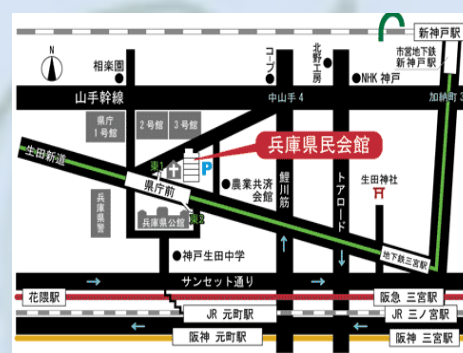 新神戸駅
市営地下鉄
新神戸駅
N
相楽園
コープ
北野工房
NHK 神戸
山手幹線
中山手4
加納町3
県庁
1号館
2号館
3号館
兵庫県民会館
生田新道
東1
P
県庁前
農業共済
会館
鯉川筋
トアロード
生田神社
兵庫県警
兵庫県公館
東2
神戸生田中学
地下鉄三宮駅
サンセット通り
花隈駅
阪急 三宮駅
JR 元町駅
JR 三ノ宮駅
阪神 元町駅
阪神 三宮駅